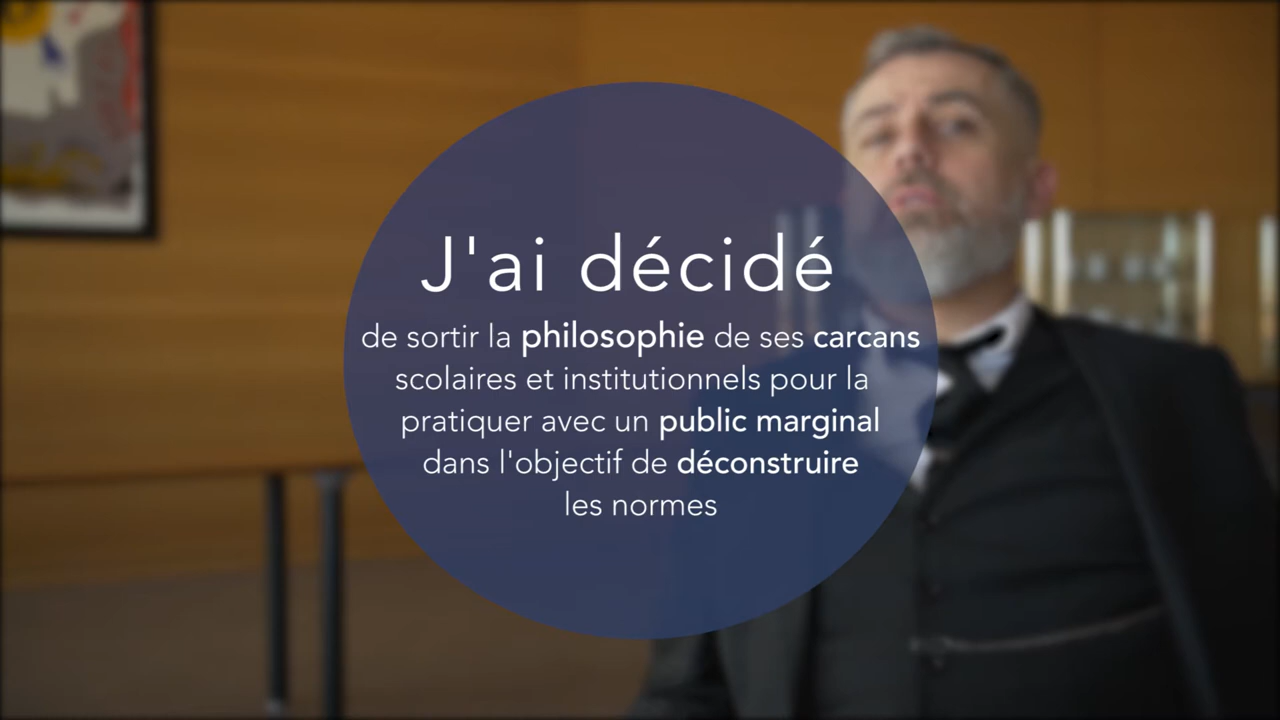 J'ai décidé
de sortir la philosophie de ses carcans
scolaires et institutionnels pour la
pratiquer avec un public marginal
dans l'objectif de déconstruire
les normes